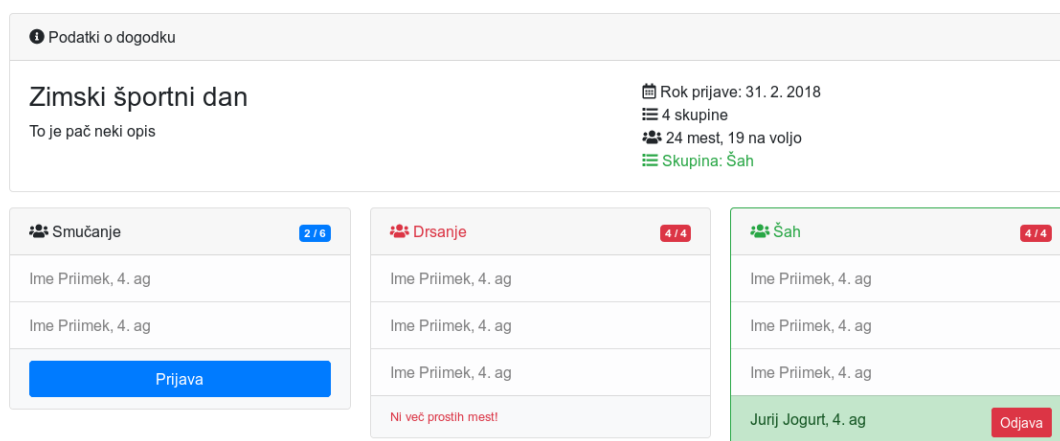 Podatki o dogodku
Zimski športni dan
To je pač neki opis
Rok prijave: 31. 2. 2018
4 skupine
24 mest, 19 na voljo
Skupina: Šah
Smučanje 2 / 6
Ime Priimek, 4. ag
Ime Priimek, 4. ag
Prijava
Drsanje 4 / 4
Ime Priimek, 4. ag
Ime Priimek, 4. ag
Ime Priimek, 4. ag
Ni več prostih mest!
Šah 4 / 4
Ime Priimek, 4. ag
Ime Priimek, 4. ag
Ime Priimek, 4. ag
Jurij Jogurt, 4. ag Odjava